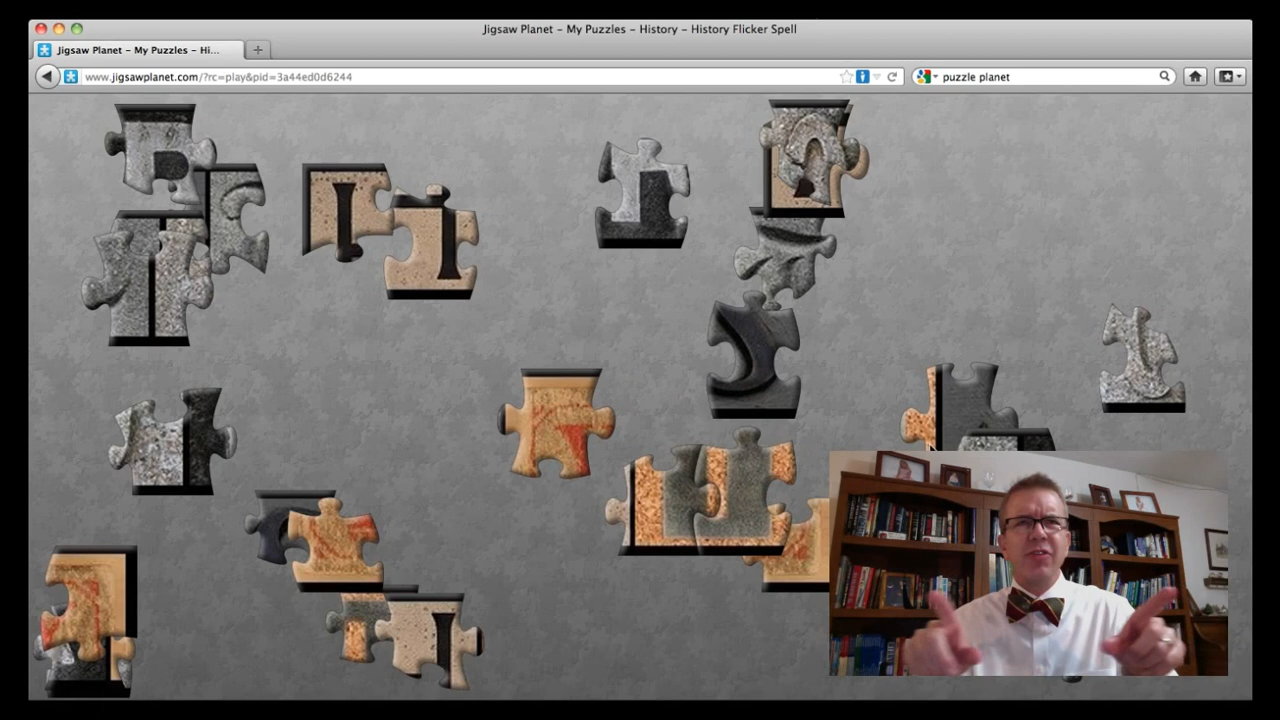 Jigsaw Planet – My Puzzles – History – History Flicker Spell
Jigsaw Planet – My Puzzles – Hi...
www.jigsawplanet.com/?rc=play&pid=3a44ed0d6244
puzzle planet